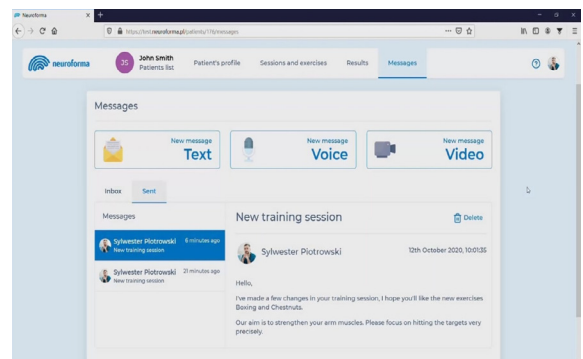 Neuroforma
https://test.neuroforma.pl/patients/176/messages
neuroforma
JS
John Smith
Patients list
Patient's profile
Sessions and exercises
Results
Messages
Messages
New message
Text
New message
Voice
New message
Video
Inbox
Sent
Messages
Sylwester Piotrowski
6 minutes ago
New training session
Sylwester Piotrowski
21 minutes ago
New training session
New training session
Delete
Sylwester Piotrowski
12th October 2020, 10:01:35
Hello,
I've made a few changes in your training session, I hope you'll like the new exercises
Boxing and Chestnuts.
Our aim is to strengthen your arm muscles. Please focus on hitting the targets very
precisely.